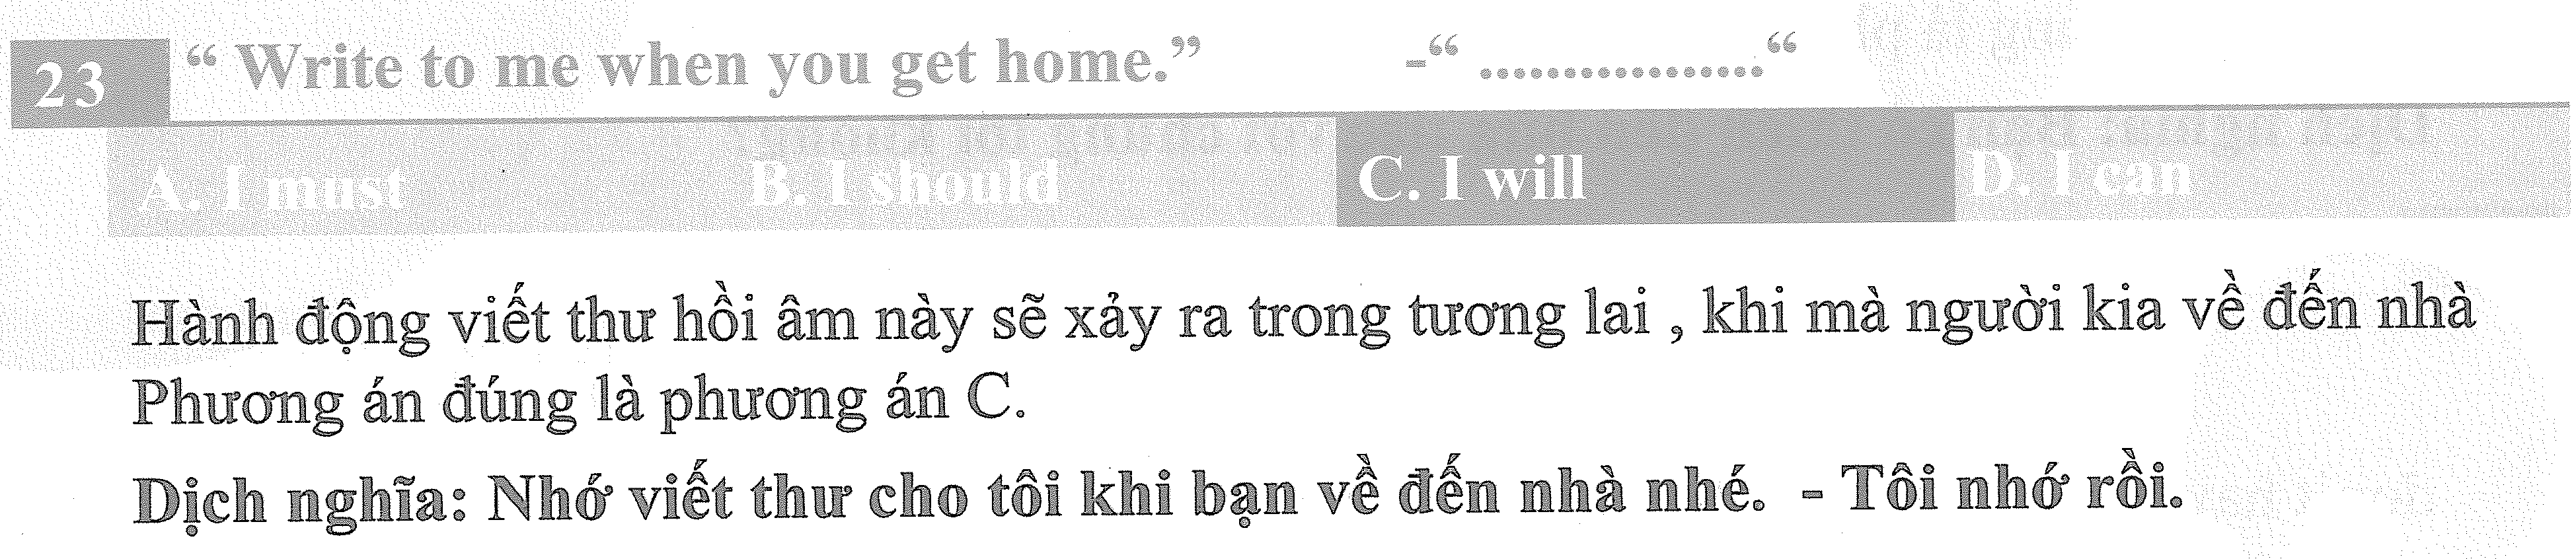 23 “ Write to me when you get home.” -“ .................“
A. I must B. I should C. I will D. I can
Hành động viết thư hồi âm này sẽ xảy ra trong tương lai , khi mà người kia về đến nhà
Phương án đúng là phương án C.
Dịch nghĩa: Nhớ viết thư cho tôi khi bạn về đến nhà nhé. - Tôi nhớ rồi.